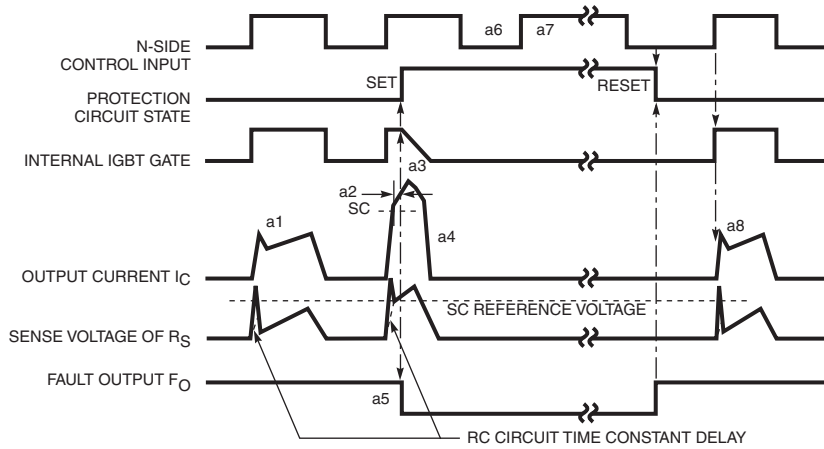 a6
a7
N-SIDE
CONTROL INPUT
SET
RESET
PROTECTION
CIRCUIT STATE
INTERNAL IGBT GATE
a3
a2
SC
a1
a4
a8
OUTPUT CURRENT IC
SC REFERENCE VOLTAGE
SENSE VOLTAGE OF RS
FAULT OUTPUT FO
a5
RC CIRCUIT TIME CONSTANT DELAY